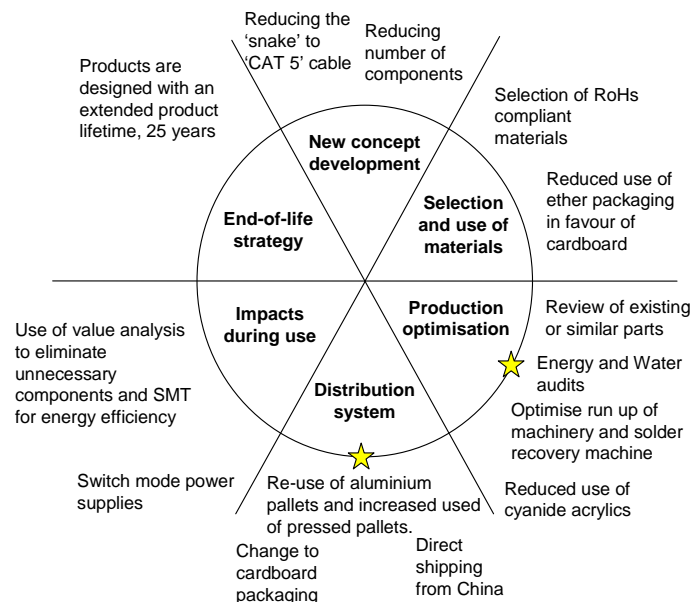 Reducing the
‘snake’ to
‘CAT 5’ cable
Reducing
number of
components
Products are
designed with an
extended product
lifetime, 25 years
Selection of RoHs
compliant
materials
New concept
development
Reduced use of
ether packaging
in favour of
cardboard
Selection
and use of
materials
End-of-life
strategy
Impacts
during use
Production
optimisation
Review of existing
or similar parts
Use of value analysis
to eliminate
unnecessary
components and SMT
for energy efficiency
Energy and Water
audits
Distribution
system
Optimise run up of
machinery and solder
recovery machine
Switch mode power
supplies
Re-use of aluminium
pallets and increased used
of pressed pallets.
Reduced use of
cyanide acrylics
Change to
cardboard
packaging
Direct
shipping
from China